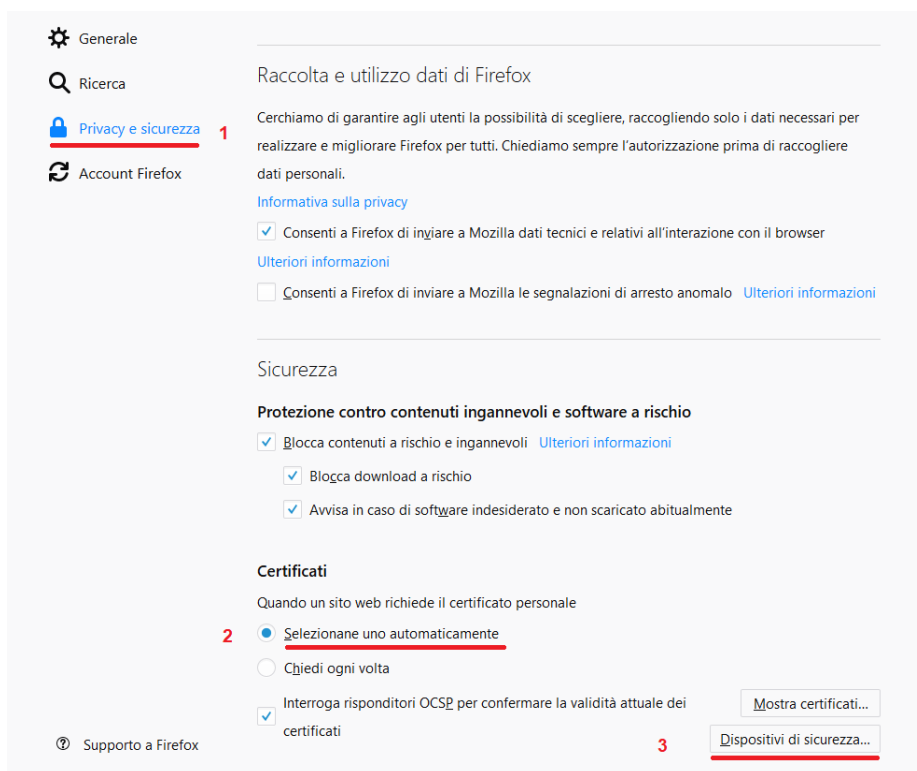 Generale
Ricerca
Privacy e sicurezza 1
Account Firefox
Raccolta e utilizzo dati di Firefox
Cerchiamo di garantire agli utenti la possibilità di scegliere, raccogliendo solo i dati necessari per
realizzare e migliorare Firefox per tutti. Chiediamo sempre l'autorizzazione prima di raccogliere
dati personali.
Informativa sulla privacy
Consenti a Firefox di inviare a Mozilla dati tecnici e relativi all'interazione con il browser
Ulteriori informazioni
Consenti a Firefox di inviare a Mozilla le segnalazioni di arresto anomalo Ulteriori informazioni
Sicurezza
Protezione contro contenuti ingannevoli e software a rischio
Blocca contenuti a rischio e ingannevoli Ulteriori informazioni
Blocca download a rischio
Avvisa in caso di software indesiderato e non scaricato abitualmente
Certificati
Quando un sito web richiede il certificato personale
2 Selezionane uno automaticamente
Chiedi ogni volta
Interroga risponditori OCSP per confermare la validità attuale dei
certificati
Mostra certificati...
3 Dispositivi di sicurezza...
Supporto a Firefox